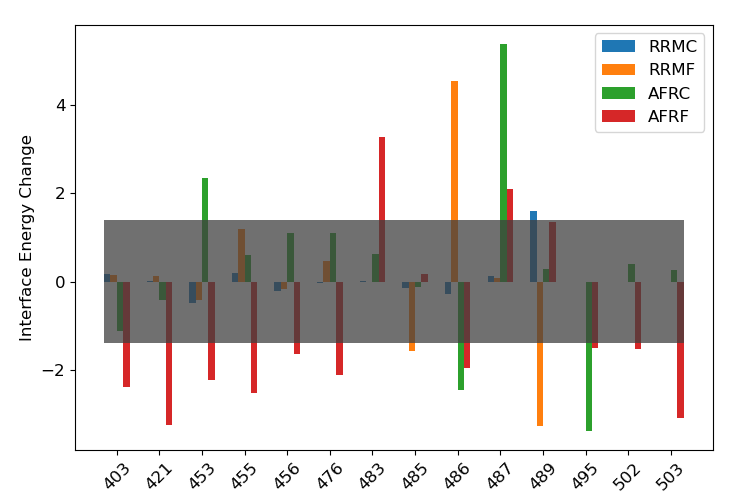 RRMC
RRMF
AFRC
AFRF
Interface Energy Change
4
2
0
−2
403 421 453 455 456 476 483 485 486 487 489 495 502 503